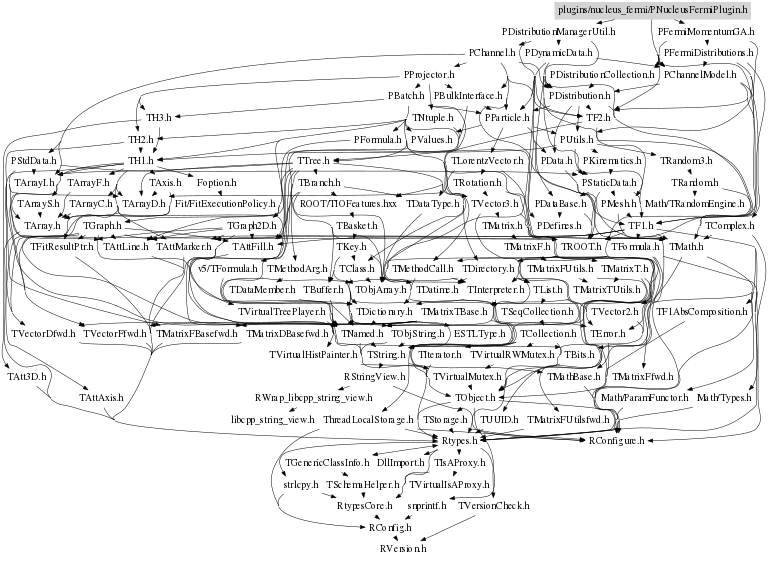 plugins/nucleus_fermi/PNucleusFermiPlugin.h
PDistributionManagerUtil.h PFermiMomentumGA.h
PChannel.h PDynamicData.h PFermiDistributions.h
PProjector.h PDistributionCollection.h PChannelModel.h
PBatch.h PBulkInterface.h PDistribution.h
TH3.h TNtuple.h PParticle.h TF2.h
TH2.h PFormula.h PValues.h PUtils.h
PStdData.h TH1.h TTree.h TLorentzVector.h PData.h PKinematics.h TRandom3.h
TArrayI.h TArrayF.h TAxis.h Foption.h TBranch.h TRotation.h PStaticData.h TRandom.h
TArrayS.h TArrayC.h TArrayD.h Fit/FitExecutionPolicy.h ROOT/TIOFeatures.hxx TDataType.h TVector3.h PDataBase.h PMesh.h Math/TRandomEngine.h
TArray.h TGraph.h TGraph2D.h TBasket.h TMatrix.h PDefines.h TF1.h TComplex.h
TFitResultPtr.h TAttLine.h TAttMarker.h TAttFill.h TKey.h TMatrixF.h TROOT.h TFormula.h TMath.h
v5/TFormula.h TMethodArg.h TClass.h TMethodCall.h TDirectory.h TMatrixFUtils.h TMatrixT.h
TDataMember.h TBuffer.h TObjArray.h TDatime.h TInterpreter.h TList.h TMatrixTUtils.h
TVirtualTreePlayer.h TDictionary.h TMatrixTBase.h TSeqCollection.h TVector2.h TF1AbsComposition.h
TVectorDfwd.h TVectorFfwd.h TMatrixFBasefwd.h TMatrixDBasefwd.h TNamed.h TObjString.h ESTLType.h TCollection.h TError.h
TVirtualHistPainter.h TString.h TIterator.h TVirtualRWMutex.h TBits.h
TAtt3D.h RStringView.h TVirtualMutex.h TMathBase.h TMatrixFfwd.h
TAttAxis.h RWrap_libcpp_string_view.h TObject.h Math/ParamFunctor.h Math/Types.h
libcpp_string_view.h ThreadLocalStorage.h TStorage.h TUUID.h TMatrixFUtilsfwd.h
Rtypes.h RConfigure.h
TGenericClassInfo.h DllImport.h TIsAProxy.h
strlcpy.h TSchemaHelper.h TVirtualIsAProxy.h
RtypesCore.h snprintf.h TVersionCheck.h
RConfig.h
RVersion.h